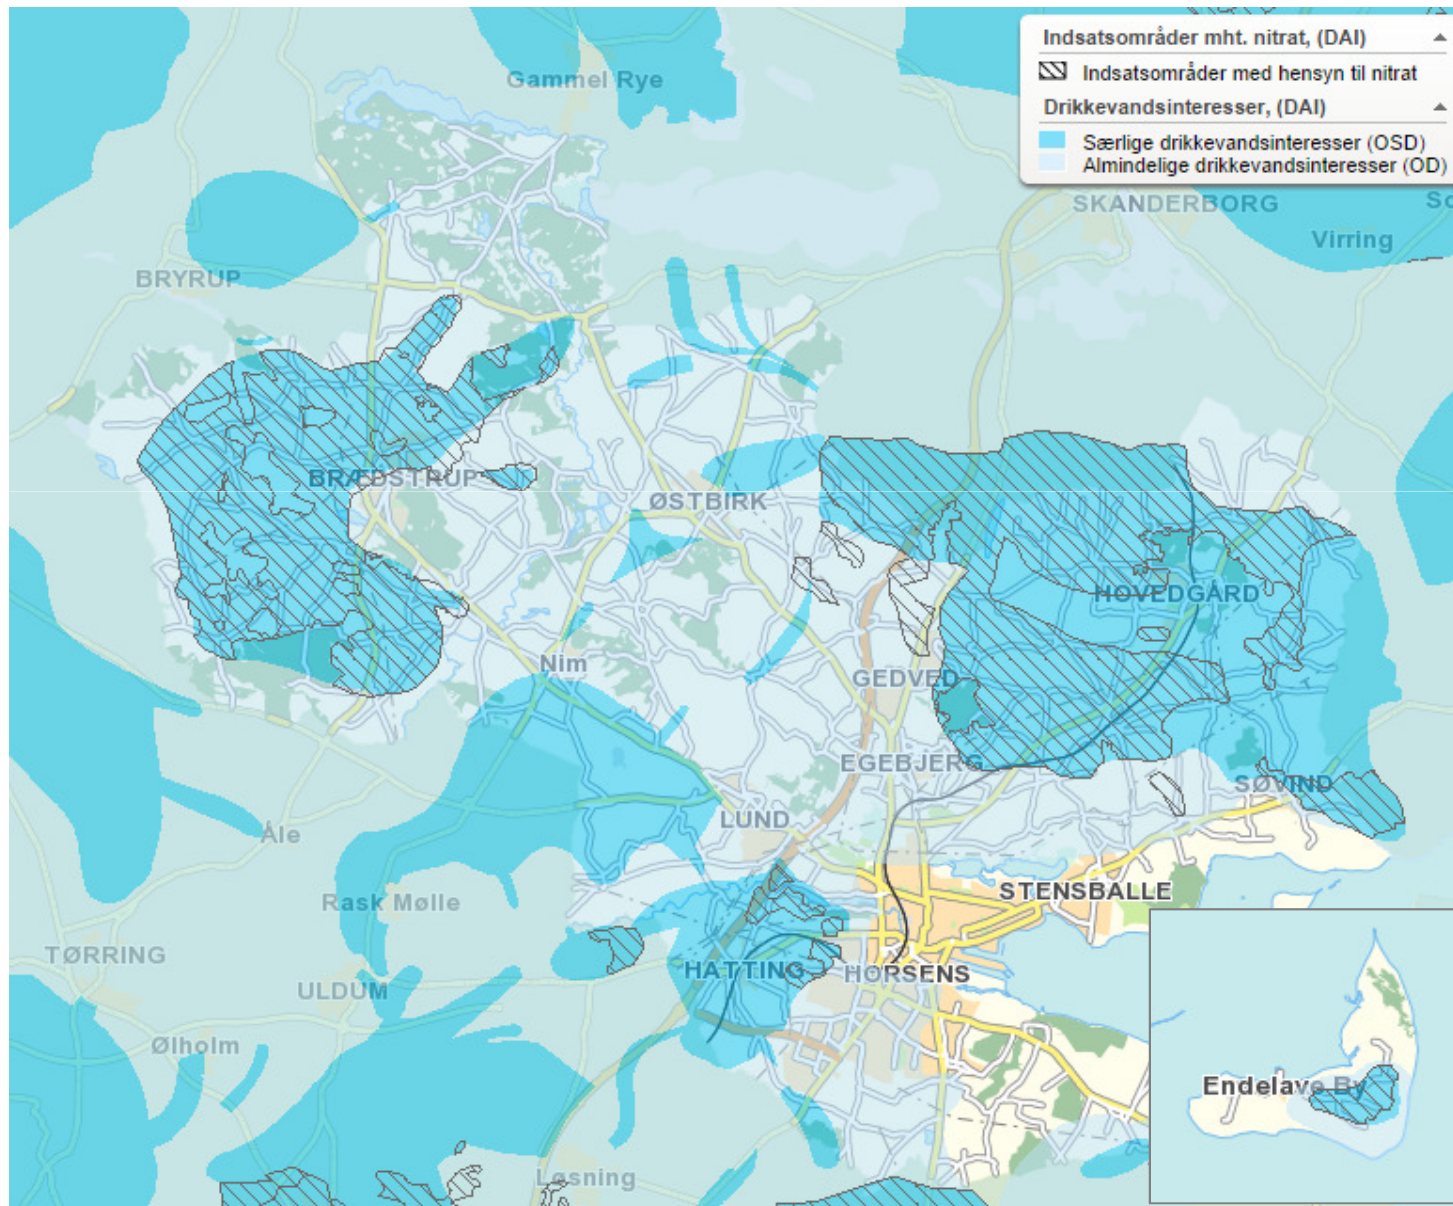 Indsatsområder mht. nitrat, (DAI)
Indsatsområder med hensyn til nitrat
Drikkevandsinteresser, (DAI)
Særlige drikkevandsinteresser (OSD)
Almindelige drikkevandsinteresser (OD)
Gammel Rye
SKANDERBORG
Virring
BRYRUP
BRÆDSTRUP
ØSTBIRK
HOVEDGÅRD
Nim
GEDVED
EGEBJERG
SØVIND
LUND
Åle
STENSBALLE
Rask Mølle
TØRRING
HATTING
HORSENS
ULDUM
Ølholm
Endelave By
Løsning